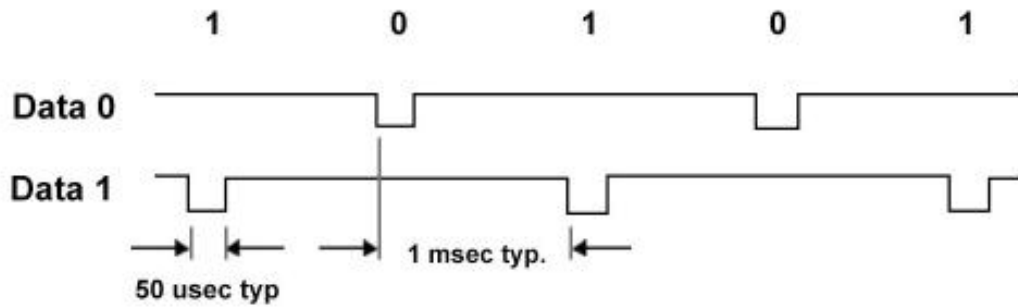 1 0 1 0 1
Data 0
Data 1
1 msec typ.
50 usec typ